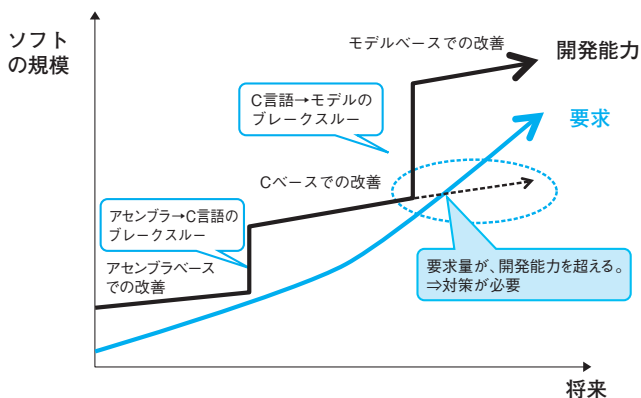 ソフト
の規模
モデルベースでの改善
開発能力
C言語→モデルの
ブレークスルー
要求
Cベースでの改善
アセンブラ→C言語の
ブレークスルー
アセンブラベース
での改善
要求量が、開発能力を超える。
⇒対策が必要
将来